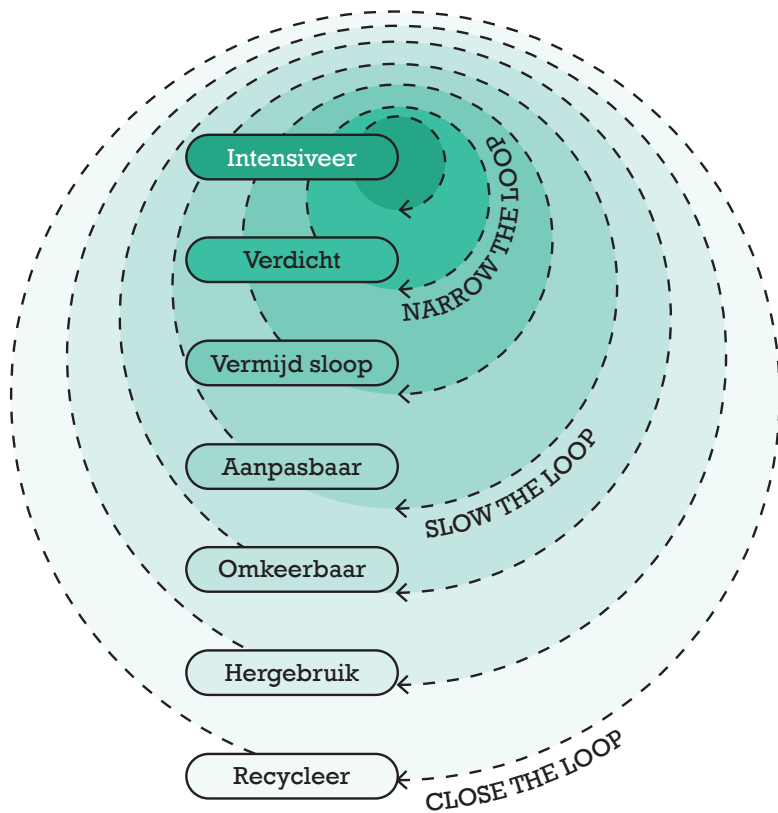 Intensiveer
NARROW THE LOOP
Verdicht
Vermijd sloop
Aanpasbaar
SLOW THE LOOP
Omkeerbaar
Hergebruik
Recycleer
CLOSE THE LOOP